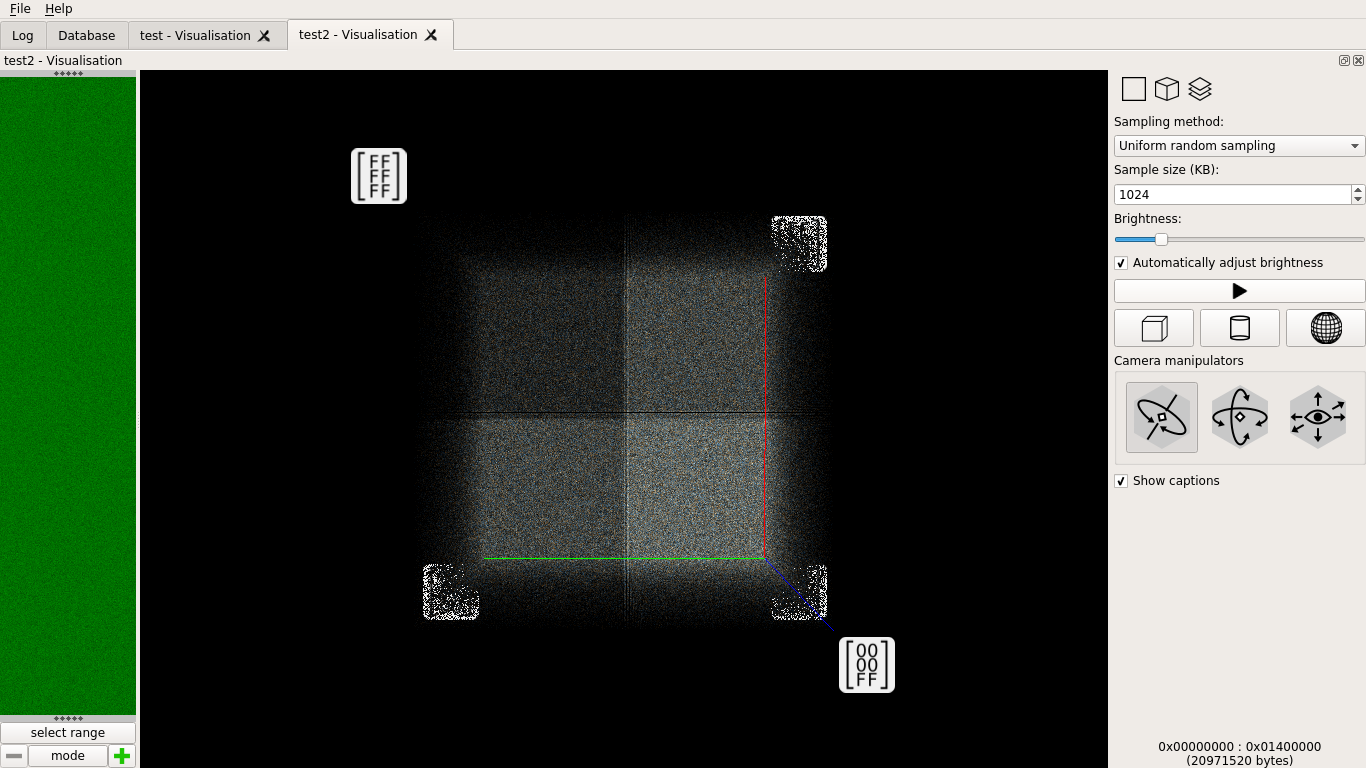 File Help
Log Database test - Visualisation test2 - Visualisation
test2 - Visualisation
Sampling method:
Uniform random sampling
Sample size (KB):
1024
Brightness:
Automatically adjust brightness
Camera manipulators
Show captions
FF
FF
FF
00
00
FF
select range
mode
0x00000000 : 0x01400000
(20971520 bytes)